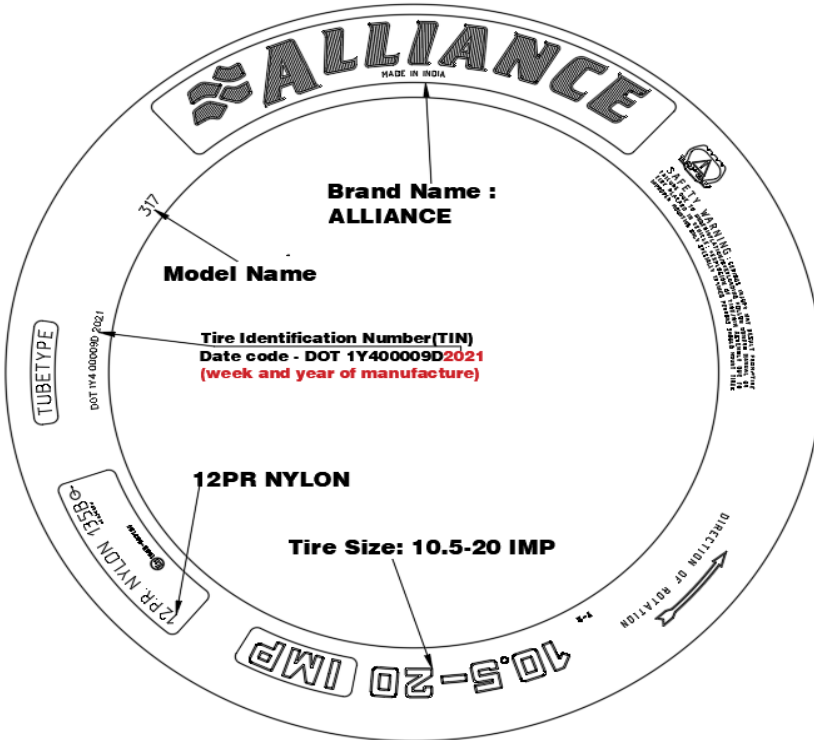 ALLIANCE
MADE IN INDIA
Brand Name :
ALLIANCE
317
Model Name
SAFETY WARNING:
Tire Identification Number(TIN)
Date code - DOT 1Y400009D2021
(week and year of manufacture)
DOT 1Y4 00009D 2021
TUBETYPE
12PR NYLON
12P.R. NYLON 135B
Tire Size: 10.5-20 IMP
DIRECTION OF ROTATION
10.5-20 IMP